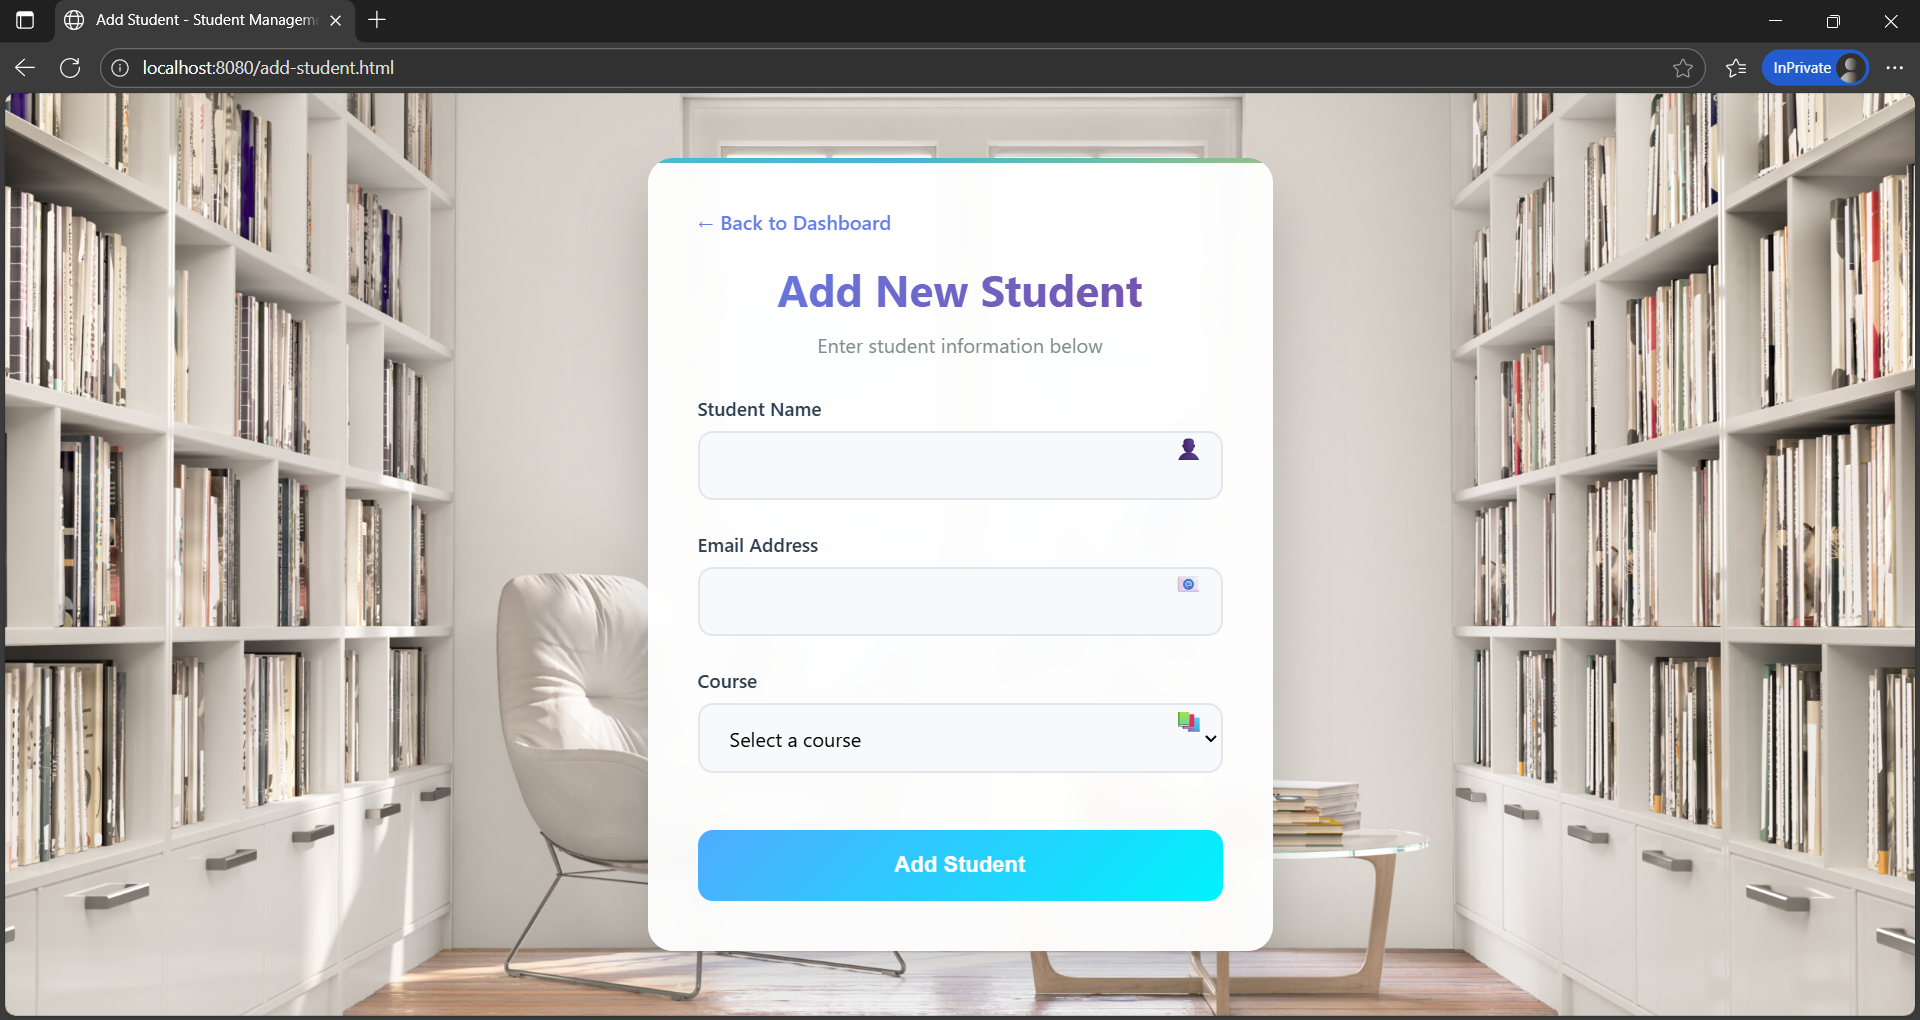 Add Student - Student Managem
localhost:8080/add-student.html
InPrivate
← Back to Dashboard
Add New Student
Enter student information below
Student Name
Email Address
Course
Select a course
Add Student